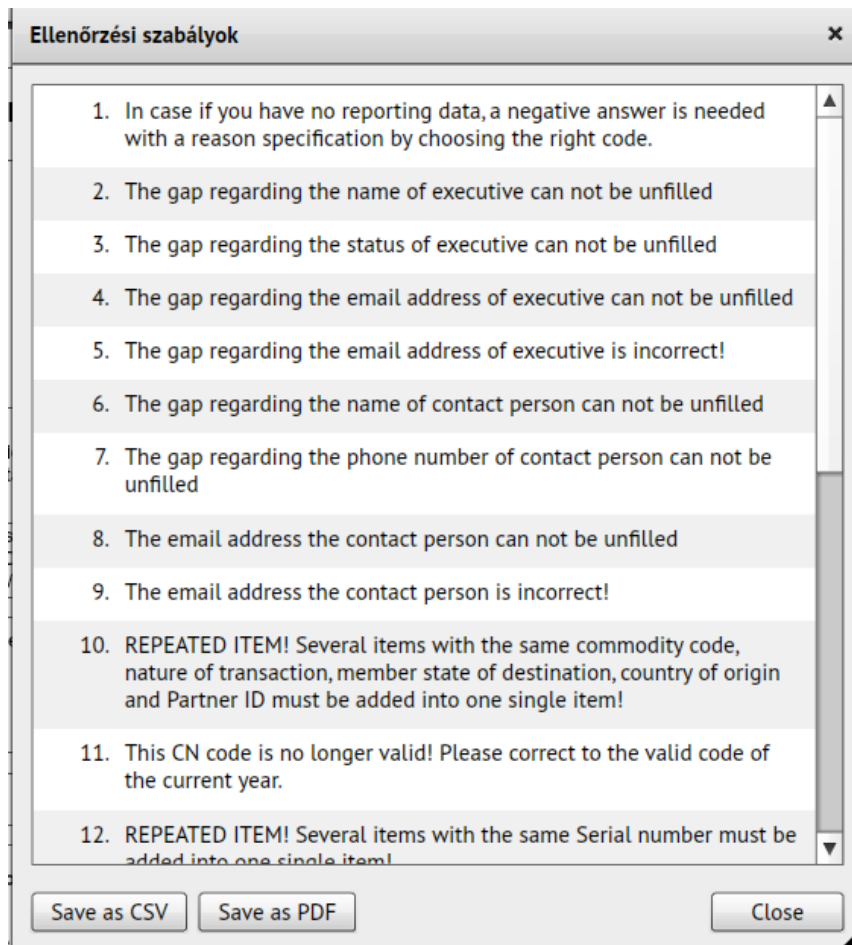 Ellenőrzési szabályok
1. In case if you have no reporting data, a negative answer is needed
with a reason specification by choosing the right code.
2. The gap regarding the name of executive can not be unfilled
3. The gap regarding the status of executive can not be unfilled
4. The gap regarding the email address of executive can not be unfilled
5. The gap regarding the email address of executive is incorrect!
6. The gap regarding the name of contact person can not be unfilled
7. The gap regarding the phone number of contact person can not be
unfilled
8. The email address the contact person can not be unfilled
9. The email address the contact person is incorrect!
10. REPEATED ITEM! Several items with the same commodity code,
nature of transaction, member state of destination, country of origin
and Partner ID must be added into one single item!
11. This CN code is no longer valid! Please correct to the valid code of
the current year.
12. REPEATED ITEM! Several items with the same Serial number must be
added into one single item!
Save as CSV Save as PDF Close